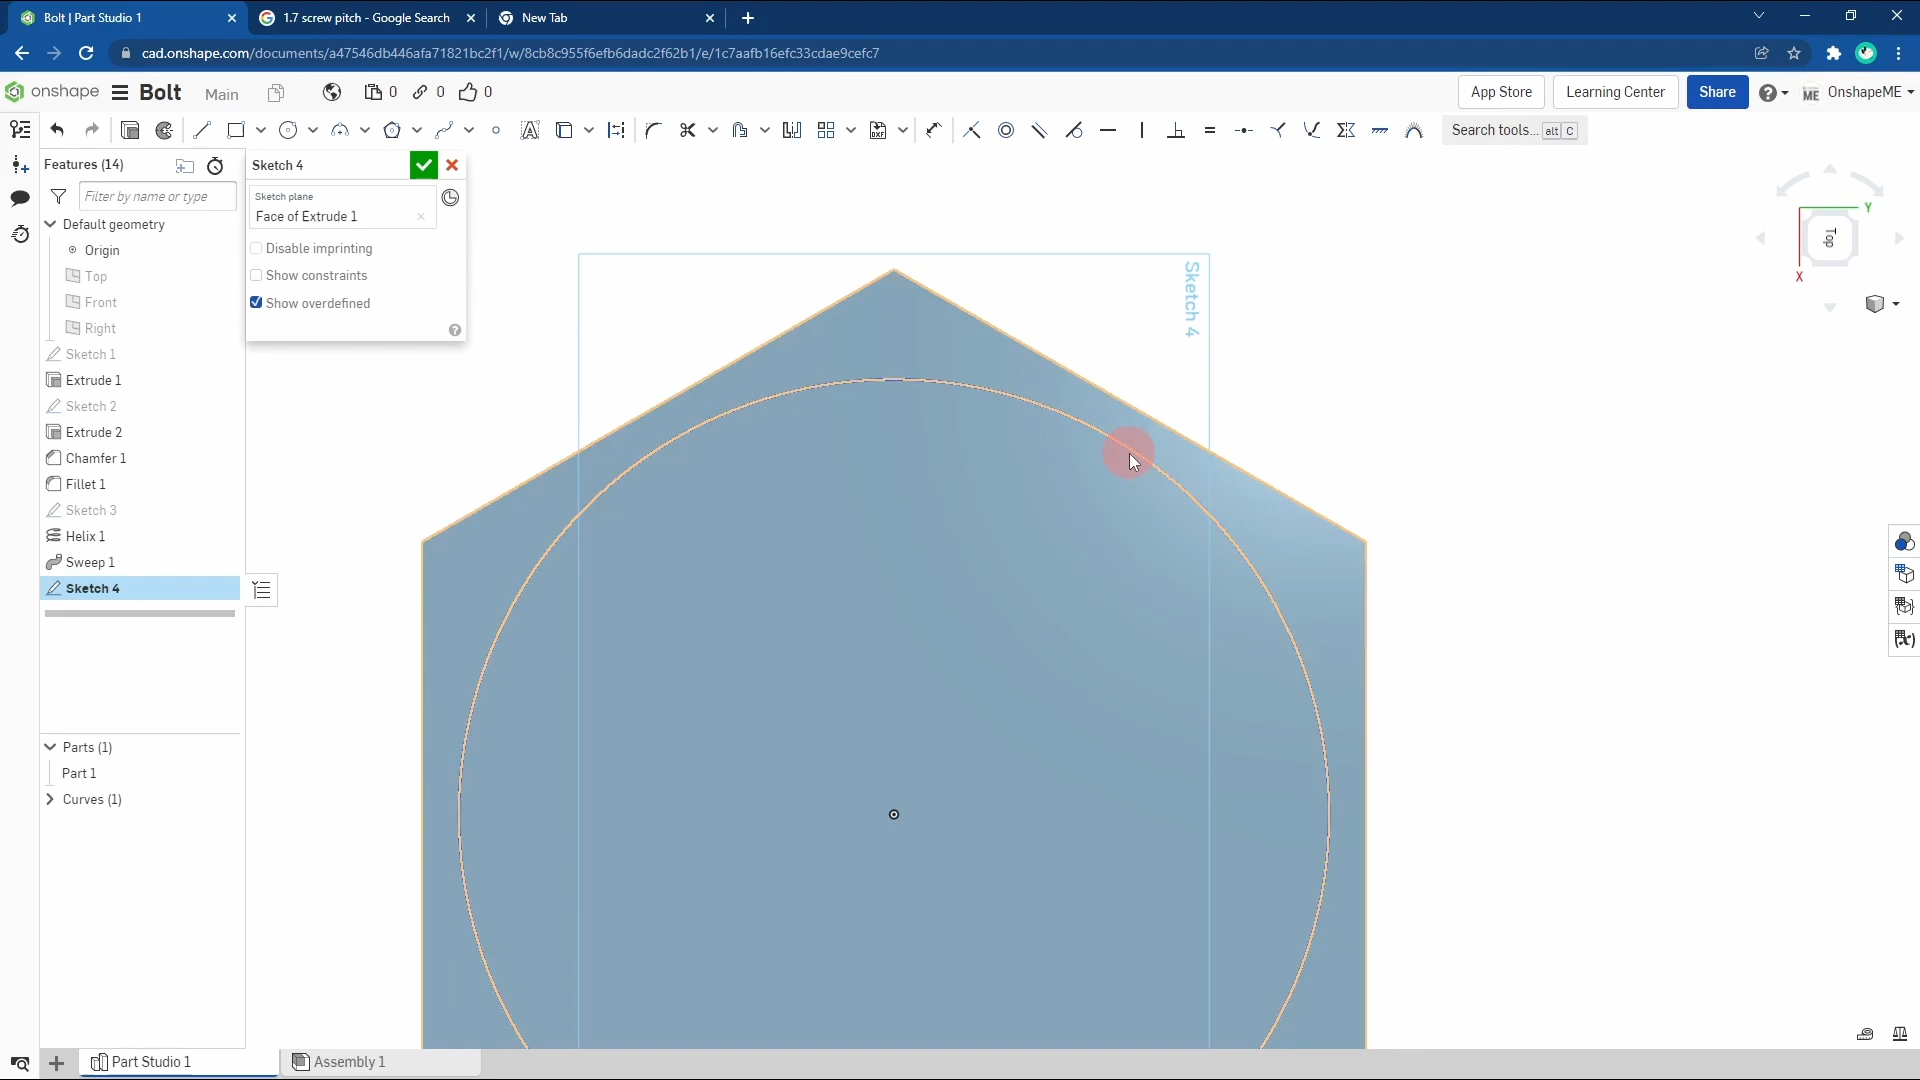 Bolt | Part Studio 1
1.7 screw pitch - Google Search
New Tab
cad.onshape.com/documents/a47546db446afa71821bc2f1/w/8cb8c955f6efb6dadc2f62b1/e/1c7aafb16efc33cdae9cefc7
onshape
Bolt
Main
0
0
0
App Store
Learning Center
Share
ME
OnshapeME
Search tools... alt C
Features (14)
Filter by name or type
Default geometry
Origin
Top
Front
Right
Sketch 1
Extrude 1
Sketch 2
Extrude 2
Chamfer 1
Fillet 1
Sketch 3
Helix 1
Sweep 1
Sketch 4
Parts (1)
Part 1
Curves (1)
Sketch 4
Sketch plane
Face of Extrude 1
Disable imprinting
Show constraints
Show overdefined
Sketch 4
Y
Top
X
Part Studio 1
Assembly 1